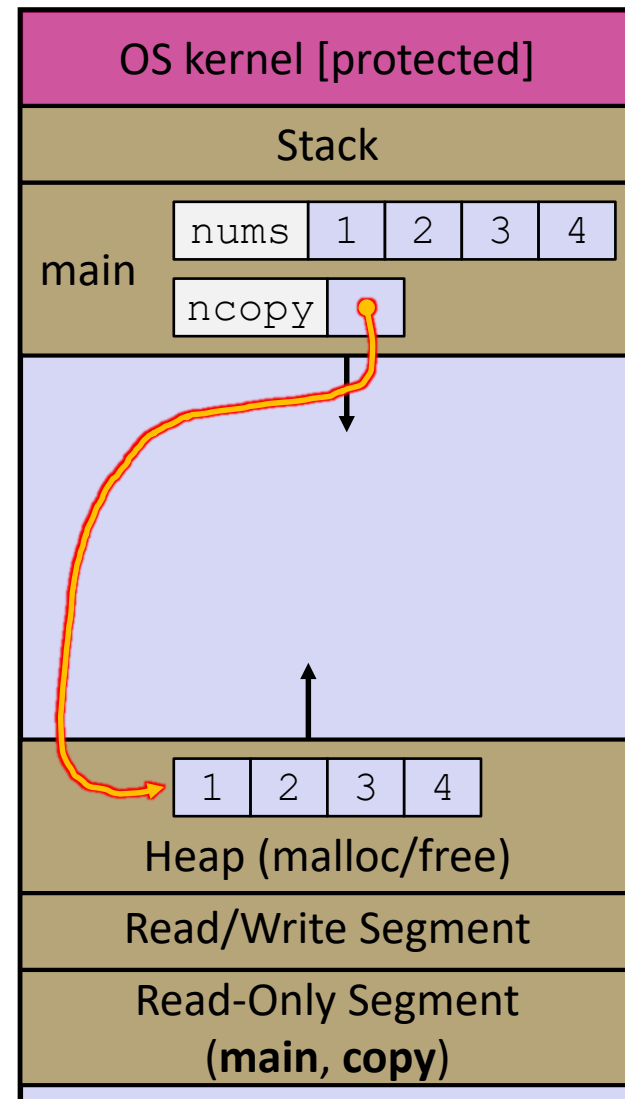 OS kernel [protected]
Stack
main
nums 1 2 3 4
ncopy
1 2 3 4
Heap (malloc/free)
Read/Write Segment
Read-Only Segment
(main, copy)